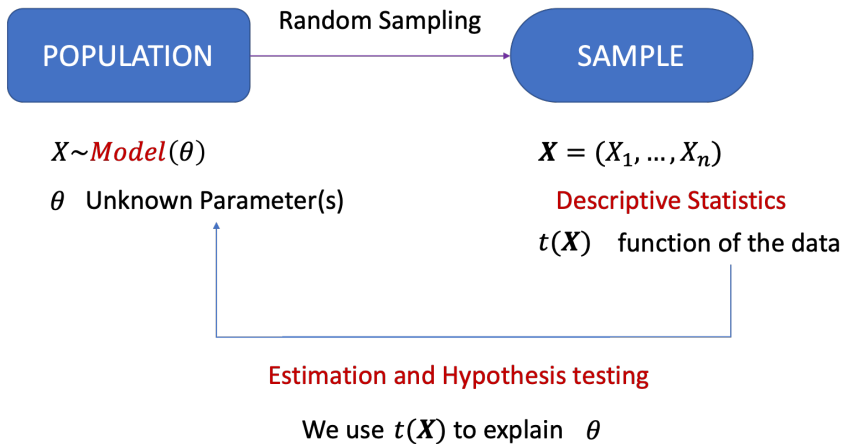 Random Sampling
POPULATION
SAMPLE
X~Model(θ)
θ Unknown Parameter(s)
X = (X₁, …, Xₙ)
Descriptive Statistics
t(X) function of the data
Estimation and Hypothesis testing
We use t(X) to explain θ